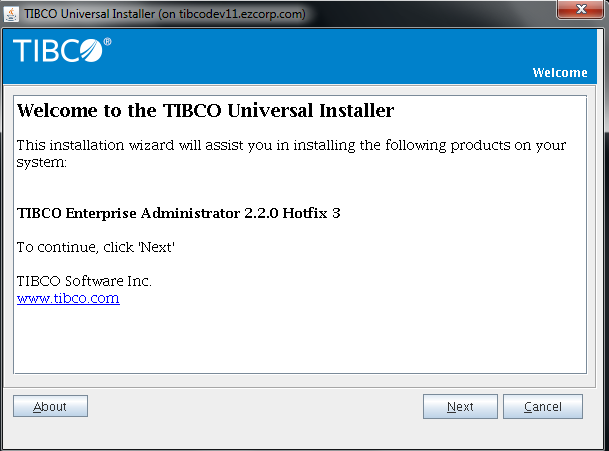 TIBCO Universal Installer (on tibcodev11.ezcorp.com)
TIBCO®
Welcome
Welcome to the TIBCO Universal Installer
This installation wizard will assist you in installing the following products on your
system:
TIBCO Enterprise Administrator 2.2.0 Hotfix 3
To continue, click 'Next'
TIBCO Software Inc.
www.tibco.com
About
Next
Cancel